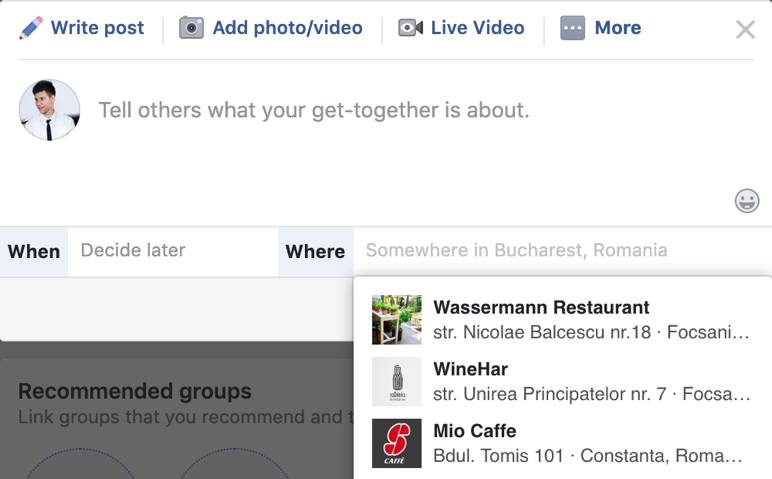 Write post
Add photo/video
Live Video
More
Tell others what your get-together is about.
When
Decide later
Where
Somewhere in Bucharest, Romania
Wassermann Restaurant
str. Nicolae Balcescu nr.18 · Focsani...
WineHar
str. Unirea Principatelor nr. 7 · Focsa...
Mio Caffe
Bdul. Tomis 101 · Constanta, Roma...
CAFFÉ
Recommended groups
Link groups that you recommend and t